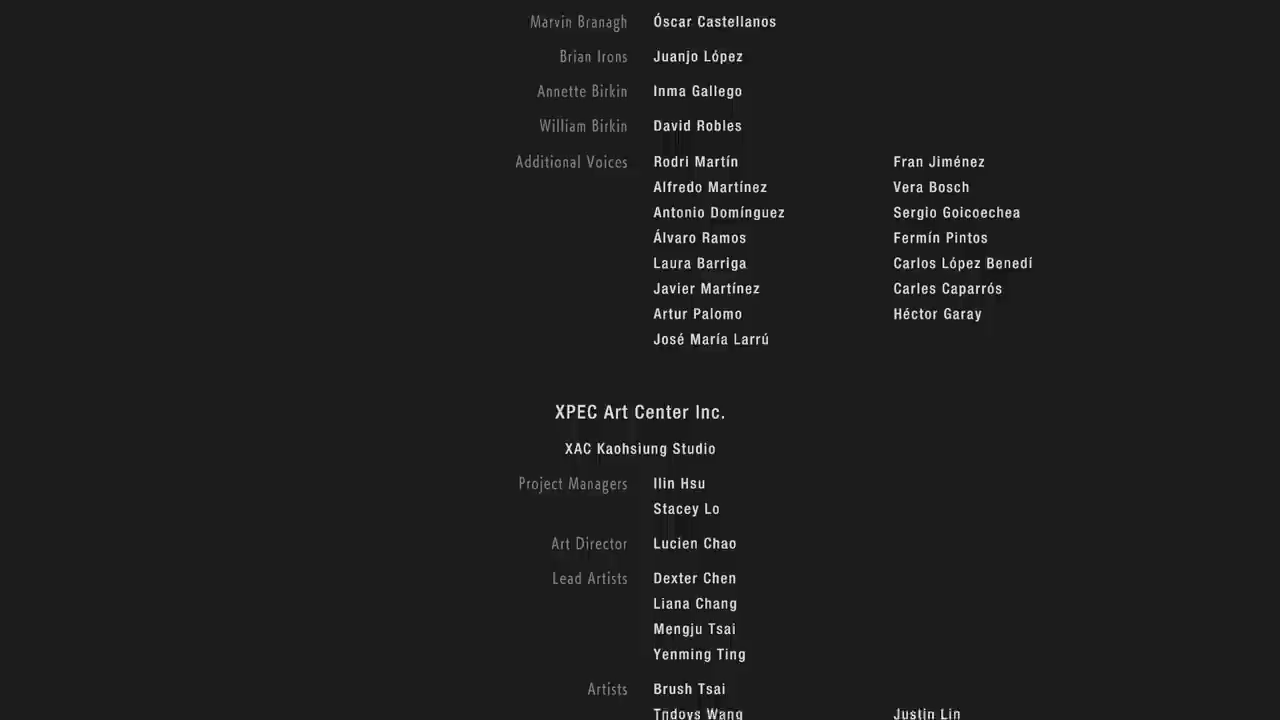 Marvin Branagh Óscar Castellanos
Brian Irons Juanjo López
Annette Birkin Inma Gallego
William Birkin David Robles
Additional Voices Rodri Martín Fran Jiménez
Alfredo Martínez Vera Bosch
Antonio Domínguez Sergio Goicoechea
Álvaro Ramos Fermín Pintos
Laura Barriga Carlos López Benedí
Javier Martínez Carles Caparrós
Artur Palomo Héctor Garay
José María Larrú
XPEC Art Center Inc.
XAC Kaohsiung Studio
Project Managers Ilin Hsu
Stacey Lo
Art Director Lucien Chao
Lead Artists Dexter Chen
Liana Chang
Mengju Tsai
Yenming Ting
Artists Brush Tsai
Tndoys Wang Justin Lin